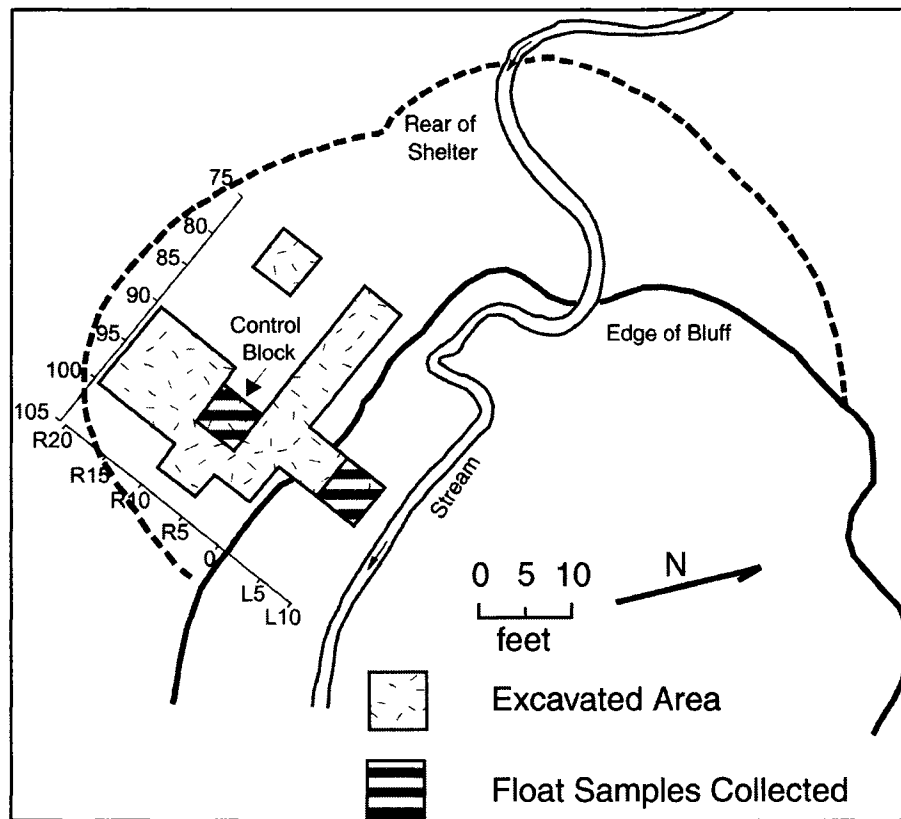 Rear of
Shelter
75
80
85
90
95
100
105
Control
Block
Edge of Bluff
R20
R15
R10
R5
0
L5
L10
Stream
0 5 10
feet
N
Excavated Area
Float Samples Collected